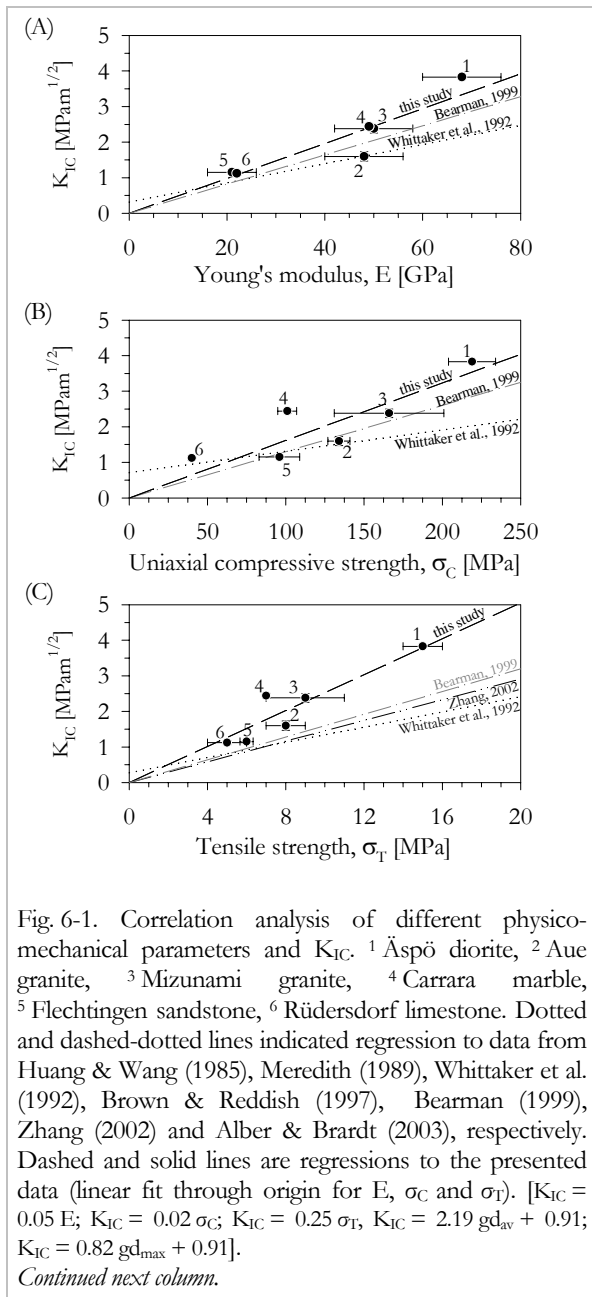 (A)
5
4
3
2
1
0
K_IC [MPam^1/2]
1
this study
Bearman, 1999
Whittaker et al., 1992
4
3
2
5
6
0
20
40
60
80
Young's modulus, E [GPa]
(B)
5
4
3
2
1
0
K_IC [MPam^1/2]
1
this study
Bearman, 1999
Whittaker et al., 1992
4
3
2
6
5
0
50
100
150
200
250
Uniaxial compressive strength, σ_C [MPa]
(C)
5
4
3
2
1
0
K_IC [MPam^1/2]
this study
1
Bearman, 1999
Zhang, 2002
Whittaker et al., 1992
4
3
2
6
5
0
4
8
12
16
20
Tensile strength, σ_T [MPa]
Fig. 6-1. Correlation analysis of different physico-
mechanical parameters and K_IC. ¹ Äspö diorite, ² Aue
granite, ³ Mizunami granite, ⁴ Carrara marble,
⁵ Flechtingen sandstone, ⁶ Rüdersdorf limestone. Dotted
and dashed-dotted lines indicated regression to data from
Huang & Wang (1985), Meredith (1989), Whittaker et al.
(1992), Brown & Reddish (1997), Bearman (1999),
Zhang (2002) and Alber & Brardt (2003), respectively.
Dashed and solid lines are regressions to the presented
data (linear fit through origin for E, σ_C and σ_T). [K_IC =
0.05 E; K_IC = 0.02 σ_C; K_IC = 0.25 σ_T, K_IC = 2.19 gd_av + 0.91;
K_IC = 0.82 gd_max + 0.91].
Continued next column.